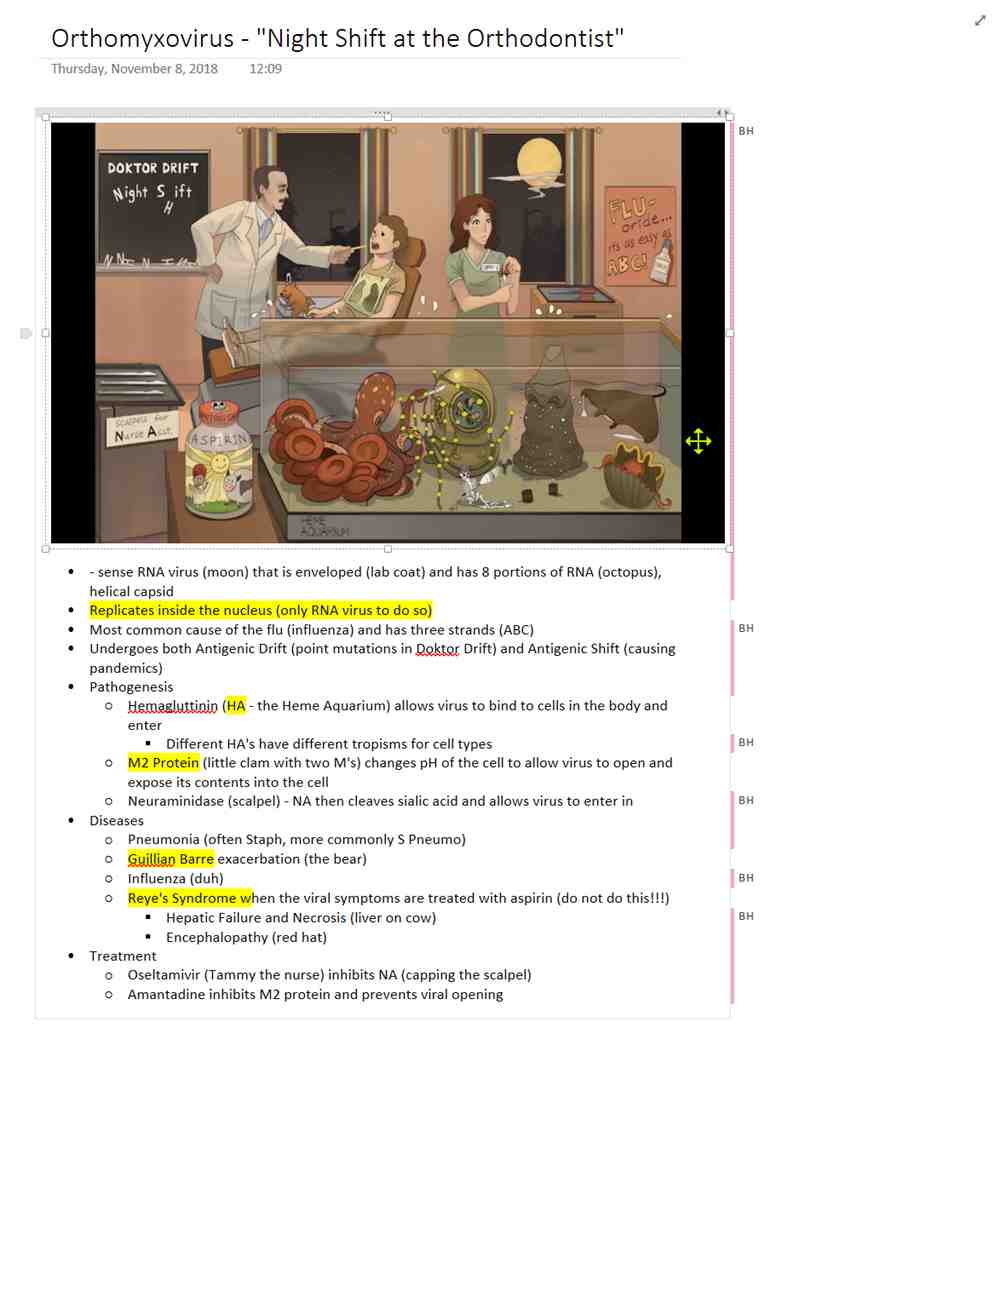 Orthomyxovirus - "Night Shift at the Orthodontist"
Thursday, November 8, 2018 12:09
BH
DOKTOR DRIFT
Night S ift
H
FLU-
oride...
its as easy as
ABC!
scalpels for
Nurse Asst.
ASPIRIN
HEME
AQUARIUM
• - sense RNA virus (moon) that is enveloped (lab coat) and has 8 portions of RNA (octopus),
helical capsid
• Replicates inside the nucleus (only RNA virus to do so)
• Most common cause of the flu (influenza) and has three strands (ABC)
BH
• Undergoes both Antigenic Drift (point mutations in Doktor Drift) and Antigenic Shift (causing
pandemics)
• Pathogenesis
o Hemagluttinin (HA - the Heme Aquarium) allows virus to bind to cells in the body and
enter
▪ Different HA's have different tropisms for cell types
BH
o M2 Protein (little clam with two M's) changes pH of the cell to allow virus to open and
expose its contents into the cell
o Neuraminidase (scalpel) - NA then cleaves sialic acid and allows virus to enter in
BH
• Diseases
o Pneumonia (often Staph, more commonly S Pneumo)
o Guillian Barre exacerbation (the bear)
o Influenza (duh)
BH
o Reye's Syndrome when the viral symptoms are treated with aspirin (do not do this!!!)
▪ Hepatic Failure and Necrosis (liver on cow)
BH
▪ Encephalopathy (red hat)
• Treatment
o Oseltamivir (Tammy the nurse) inhibits NA (capping the scalpel)
o Amantadine inhibits M2 protein and prevents viral opening